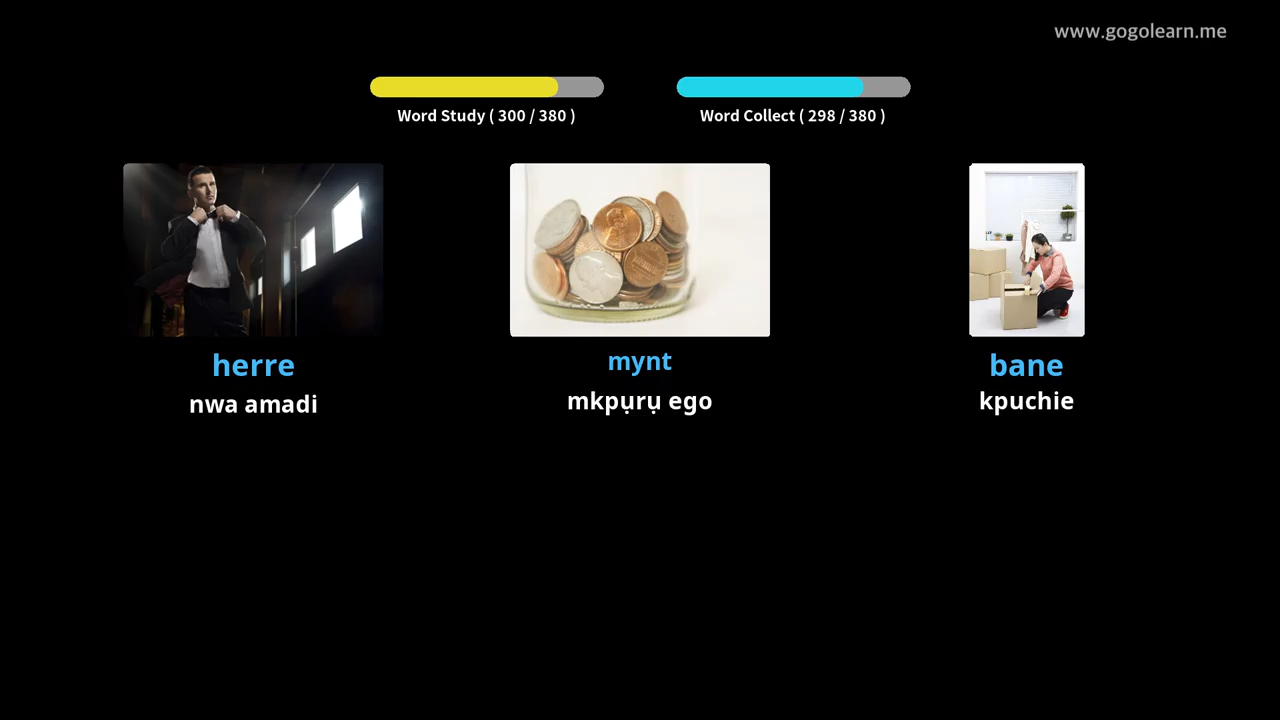 www.gogolearn.me
Word Study ( 300 / 380 )
Word Collect ( 298 / 380 )
herre
nwa amadi
mynt
mkpụrụ ego
bane
kpuchie